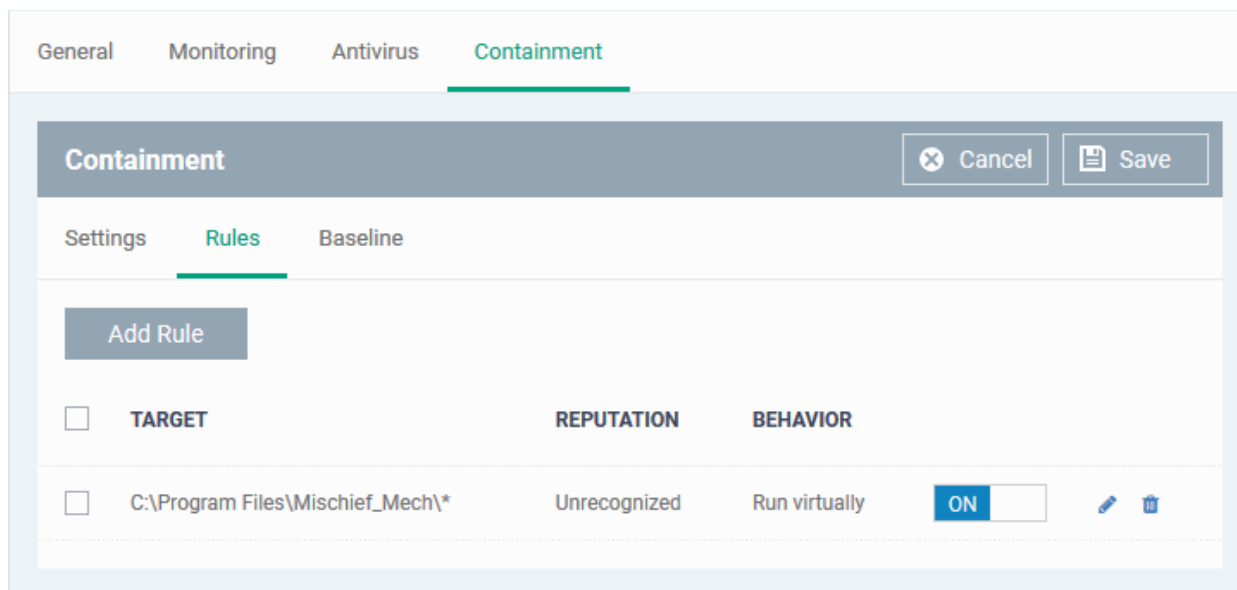 General Monitoring Antivirus Containment
Containment Cancel Save
Settings Rules Baseline
Add Rule
TARGET REPUTATION BEHAVIOR
C:\Program Files\Mischief_Mech\* Unrecognized Run virtually ON